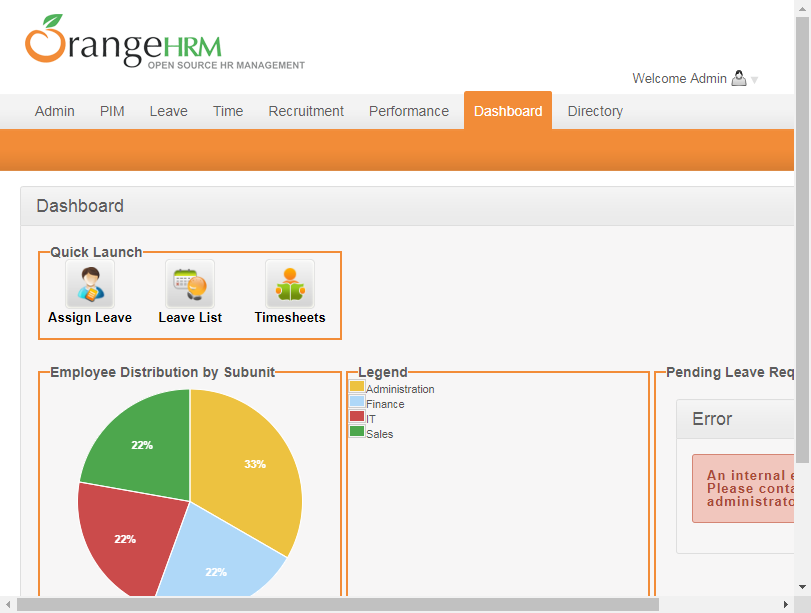 OrangeHRM
OPEN SOURCE HR MANAGEMENT
Welcome Admin
Admin PIM Leave Time Recruitment Performance Dashboard Directory
Dashboard
Quick Launch
Assign Leave Leave List Timesheets
Employee Distribution by Subunit
22%
33%
22%
22%
Legend
Administration
Finance
IT
Sales
Pending Leave Req
Error
An internal e
Please conta
administrato